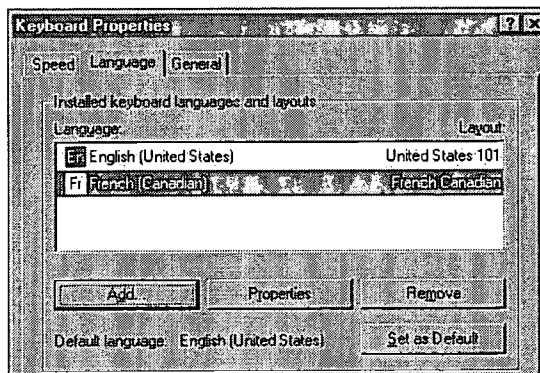 Keyboard Properties ? X
Speed Language General
Installed keyboard languages and layouts
Language: Layout:
En English (United States) United States 101
Fr French (Canadian) French Canadian
Add... Properties Remove
Default language: English (United States) Set as Default